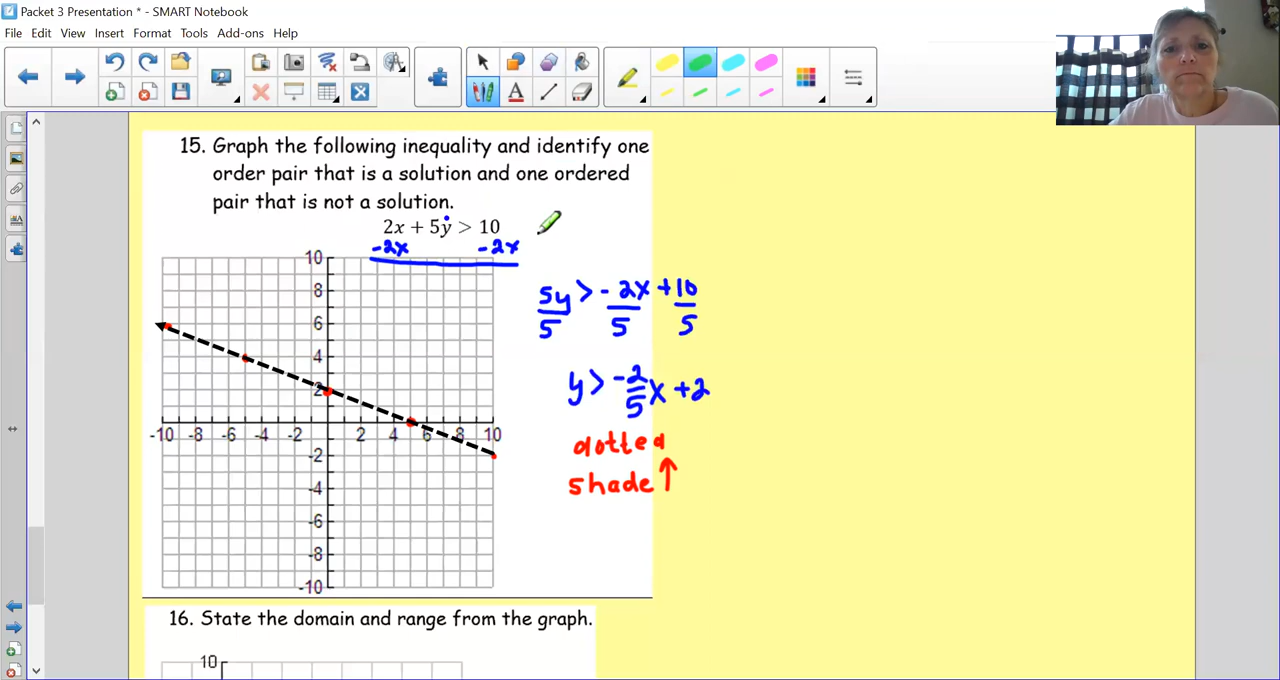 Packet 3 Presentation * - SMART Notebook
File Edit View Insert Format Tools Add-ons Help
15. Graph the following inequality and identify one
order pair that is a solution and one ordered
pair that is not a solution.
2x + 5y > 10
-2x -2x
5y > -2x + 10
5 5 5
y > -2/5 x + 2
dotted
shade ↑
10
8
6
4
2
-10 -8 -6 -4 -2 2 4 6 8 10
-2
-4
-6
-8
-10
16. State the domain and range from the graph.
10